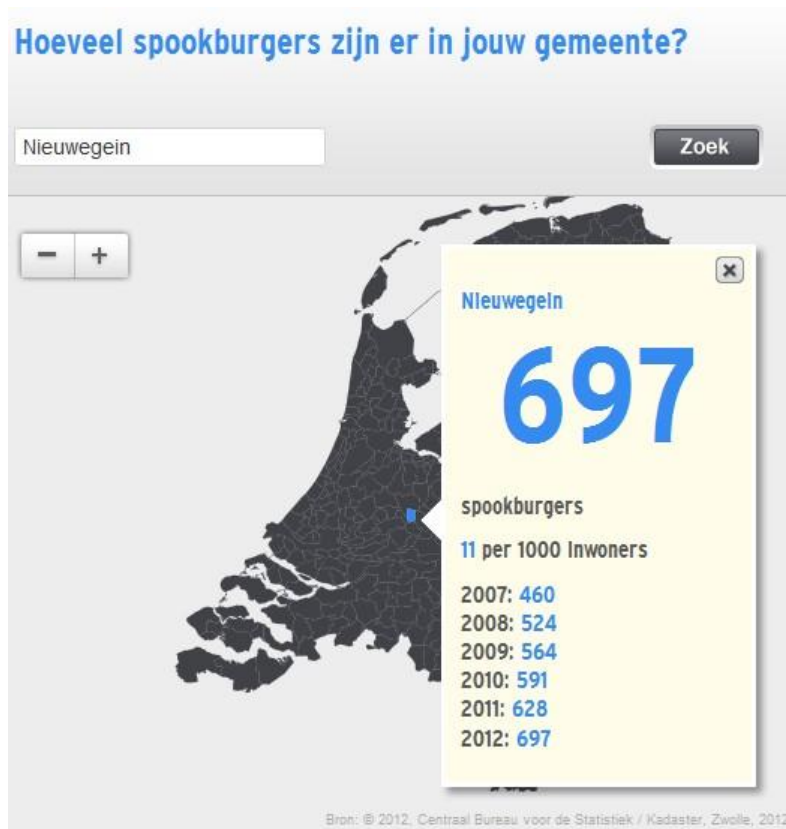 Hoeveel spookburgers zijn er in jouw gemeente?
Nieuwegein
Zoek
Nieuwegein
697
spookburgers
11 per 1000 Inwoners
2007: 460
2008: 524
2009: 564
2010: 591
2011: 628
2012: 697
Bron: © 2012, Centraal Bureau voor de Statistiek / Kadaster, Zwolle, 2012